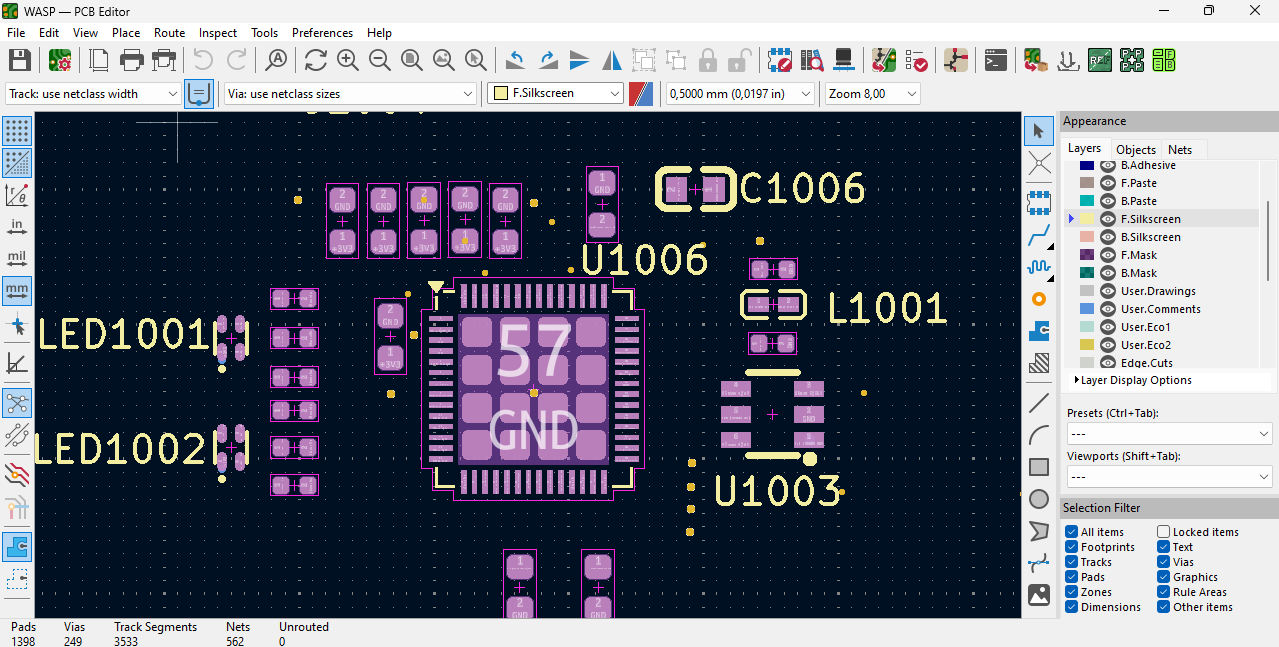 WASP — PCB Editor
File Edit View Place Route Inspect Tools Preferences Help
Track: use netclass width
Via: use netclass sizes
F.Silkscreen
0,5000 mm (0,0197 in)
Zoom 8,00
in
mil
mm
2 GND 1 +3V3
2 GND 1 +3V3
2 GND 1 +3V3
2 GND 1
2 GND 1 +3V3
1 GND 2
C1006
U1006
L1001
LED1001
2 GND 1 +3V3
57
GND
LED1002
4
3
5
3
GND
6
U1003
1
2
GND
1
2
GND
Appearance
Layers Objects Nets
B.Adhesive
F.Paste
B.Paste
F.Silkscreen
B.Silkscreen
F.Mask
B.Mask
User.Drawings
User.Comments
User.Eco1
User.Eco2
Edge.Cuts
Layer Display Options
Presets (Ctrl+Tab):
---
Viewports (Shift+Tab):
---
Selection Filter
All items Locked items
Footprints Text
Tracks Vias
Pads Graphics
Zones Rule Areas
Dimensions Other items
Pads Vias Track Segments Nets Unrouted
1398 249 3533 562 0